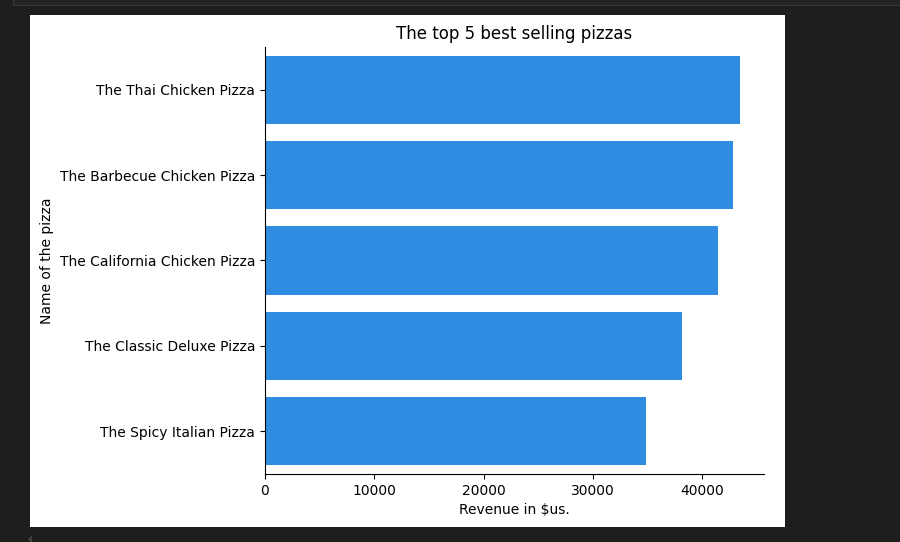 The top 5 best selling pizzas
Name of the pizza
The Thai Chicken Pizza
The Barbecue Chicken Pizza
The California Chicken Pizza
The Classic Deluxe Pizza
The Spicy Italian Pizza
0 10000 20000 30000 40000
Revenue in $us.